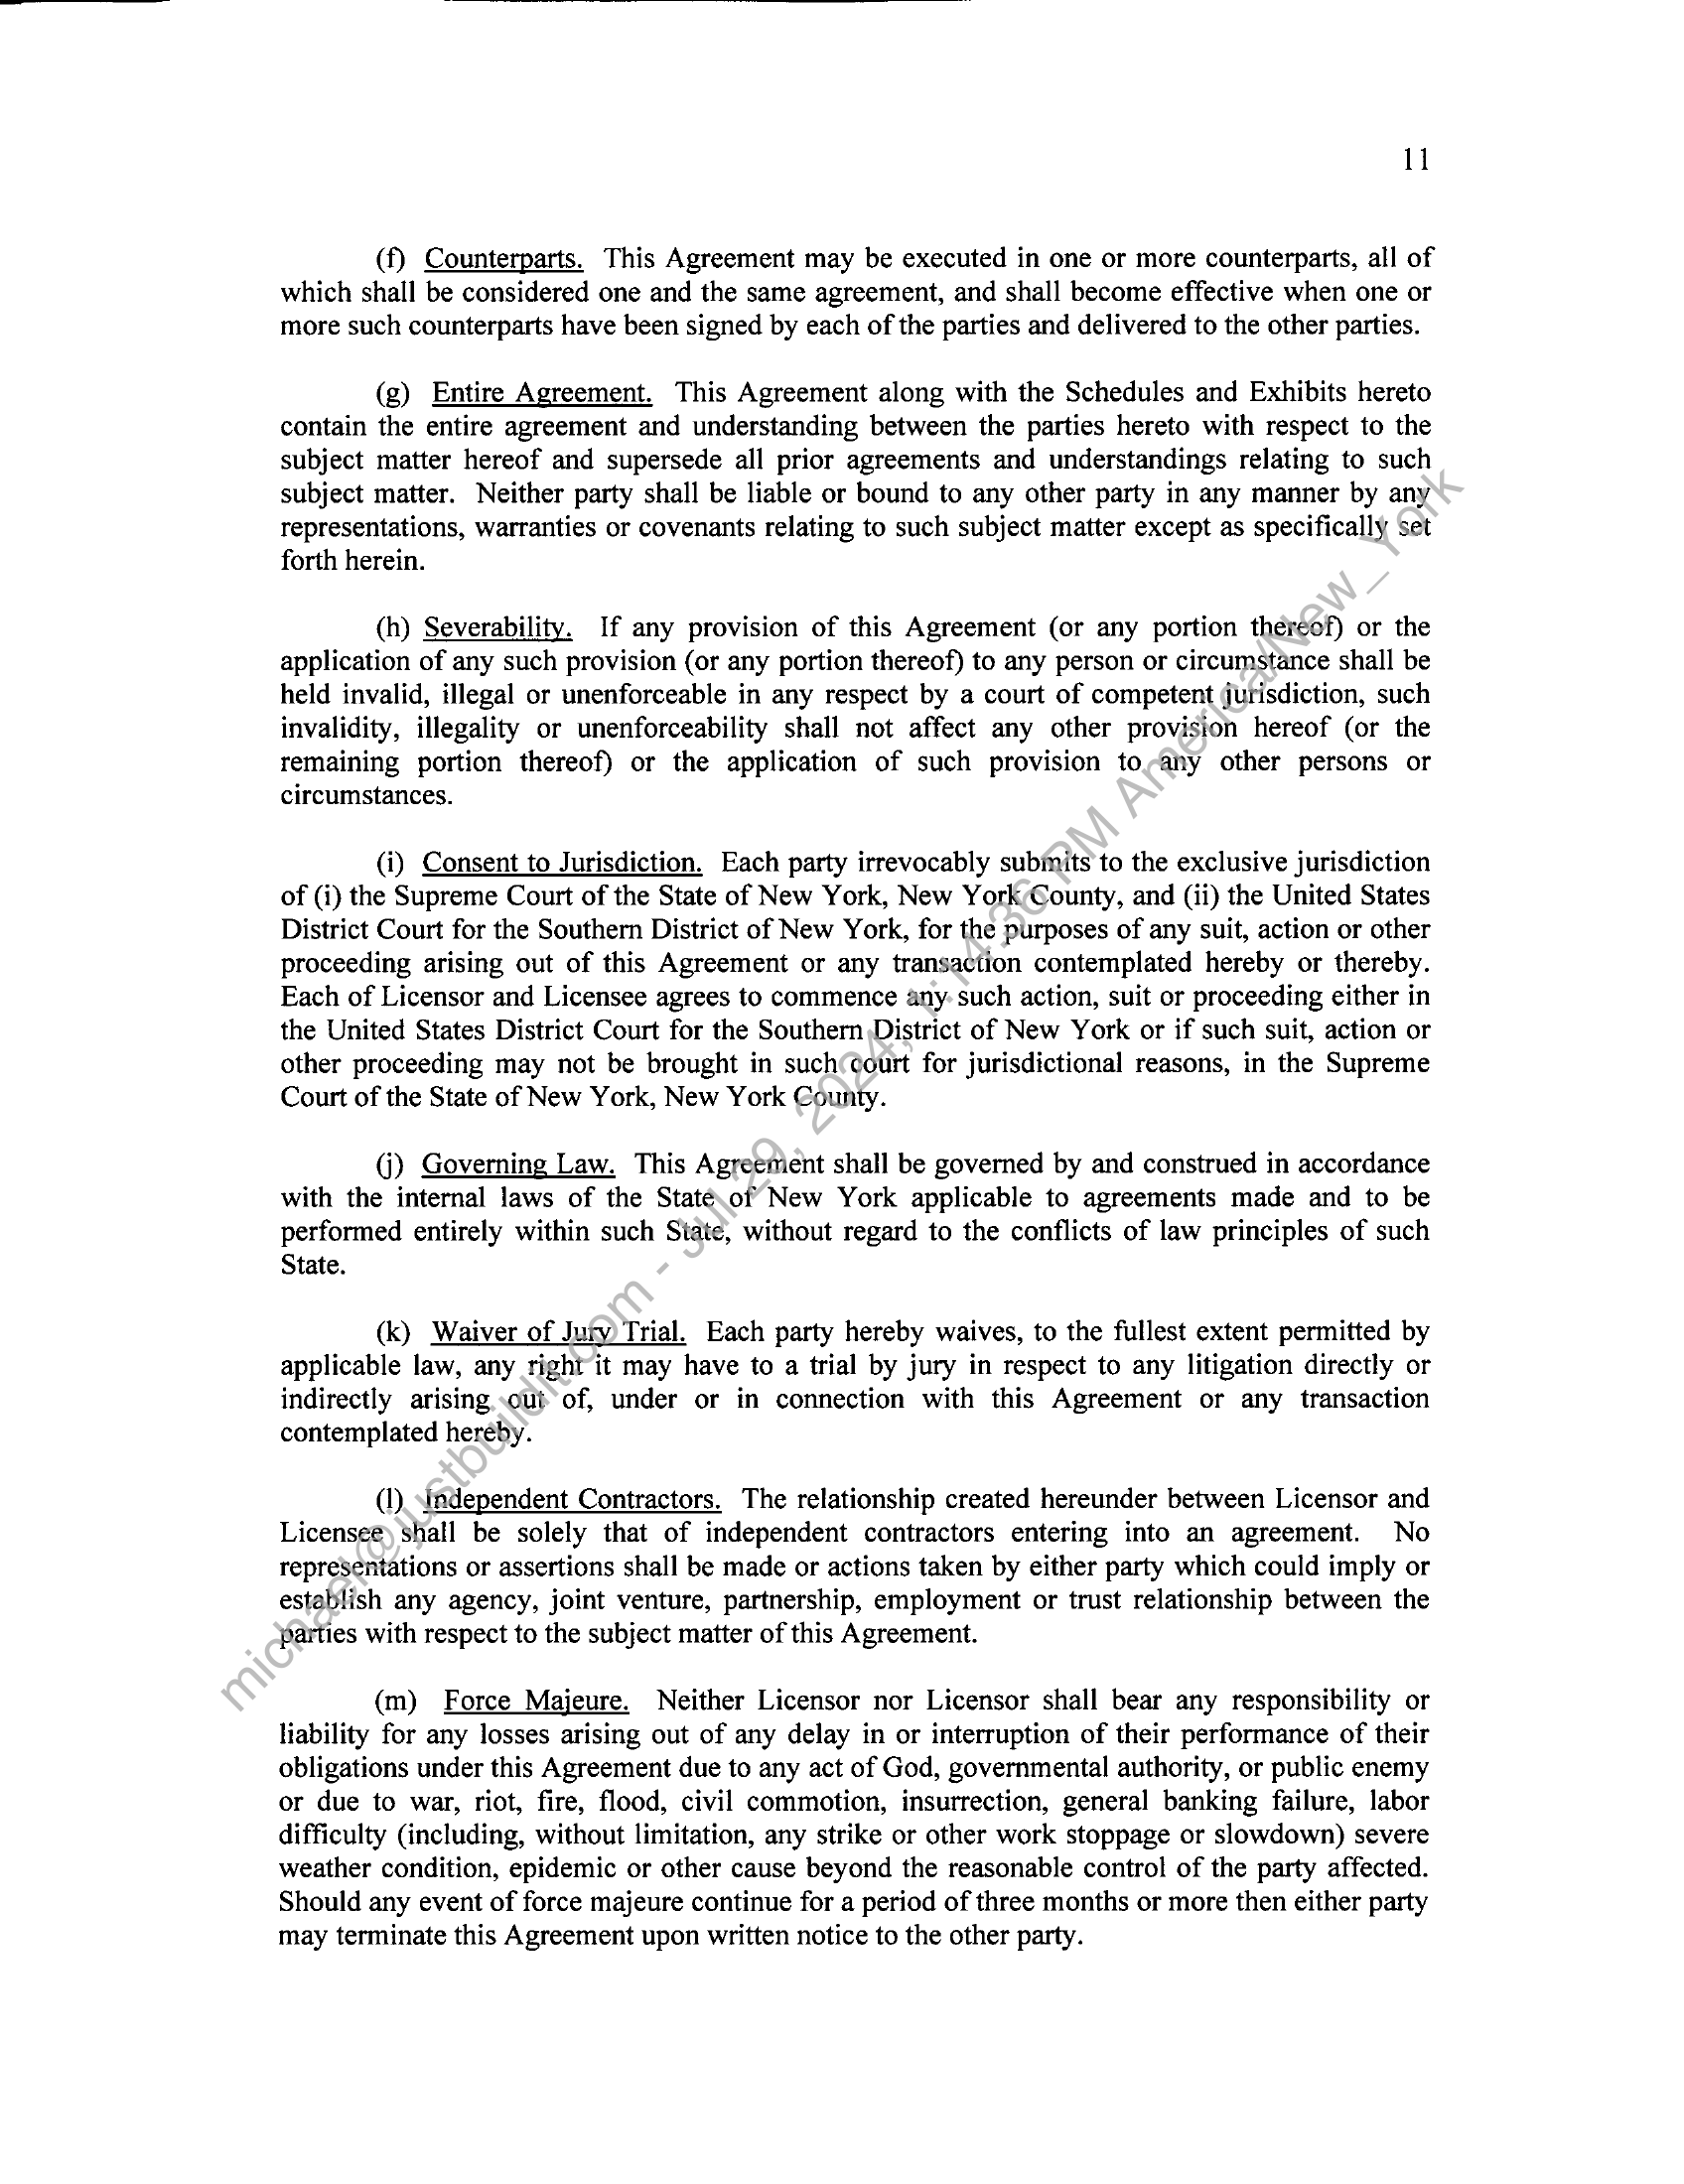 11
(f) Counterparts. This Agreement may be executed in one or more counterparts, all of
which shall be considered one and the same agreement, and shall become effective when one or
more such counterparts have been signed by each of the parties and delivered to the other parties.
(g) Entire Agreement. This Agreement along with the Schedules and Exhibits hereto
contain the entire agreement and understanding between the parties hereto with respect to the
subject matter hereof and supersede all prior agreements and understandings relating to such
subject matter. Neither party shall be liable or bound to any other party in any manner by any
representations, warranties or covenants relating to such subject matter except as specifically set
forth herein.
(h) Severability. If any provision of this Agreement (or any portion thereof) or the
application of any such provision (or any portion thereof) to any person or circumstance shall be
held invalid, illegal or unenforceable in any respect by a court of competent jurisdiction, such
invalidity, illegality or unenforceability shall not affect any other provision hereof (or the
remaining portion thereof) or the application of such provision to any other persons or
circumstances.
(i) Consent to Jurisdiction. Each party irrevocably submits to the exclusive jurisdiction
of (i) the Supreme Court of the State of New York, New York County, and (ii) the United States
District Court for the Southern District of New York, for the purposes of any suit, action or other
proceeding arising out of this Agreement or any transaction contemplated hereby or thereby.
Each of Licensor and Licensee agrees to commence any such action, suit or proceeding either in
the United States District Court for the Southern District of New York or if such suit, action or
other proceeding may not be brought in such court for jurisdictional reasons, in the Supreme
Court of the State of New York, New York County.
(j) Governing Law. This Agreement shall be governed by and construed in accordance
with the internal laws of the State of New York applicable to agreements made and to be
performed entirely within such State, without regard to the conflicts of law principles of such
State.
(k) Waiver of Jury Trial. Each party hereby waives, to the fullest extent permitted by
applicable law, any right it may have to a trial by jury in respect to any litigation directly or
indirectly arising out of, under or in connection with this Agreement or any transaction
contemplated hereby.
(l) Independent Contractors. The relationship created hereunder between Licensor and
Licensee shall be solely that of independent contractors entering into an agreement. No
representations or assertions shall be made or actions taken by either party which could imply or
establish any agency, joint venture, partnership, employment or trust relationship between the
parties with respect to the subject matter of this Agreement.
(m) Force Majeure. Neither Licensor nor Licensor shall bear any responsibility or
liability for any losses arising out of any delay in or interruption of their performance of their
obligations under this Agreement due to any act of God, governmental authority, or public enemy
or due to war, riot, fire, flood, civil commotion, insurrection, general banking failure, labor
difficulty (including, without limitation, any strike or other work stoppage or slowdown) severe
weather condition, epidemic or other cause beyond the reasonable control of the party affected.
Should any event of force majeure continue for a period of three months or more then either party
may terminate this Agreement upon written notice to the other party.
michael@justbuildit.com - Jul 29, 2024, 1:14:36 PM America/New_York